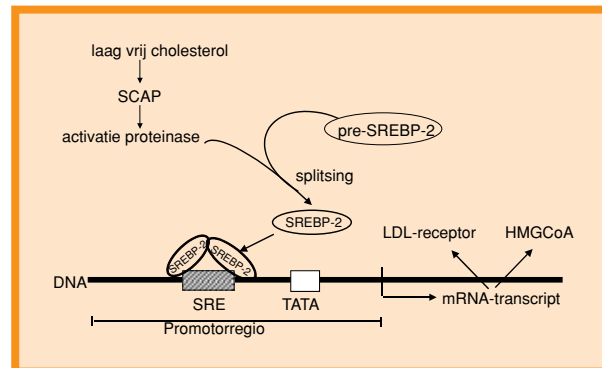 laag vrij cholesterol
SCAP
activatie proteinase
pre-SREBP-2
splitsing
SREBP-2
LDL-receptor HMGCoA
SREBP-2 SREBP-2
DNA
SRE TATA mRNA-transcript
Promotorregio